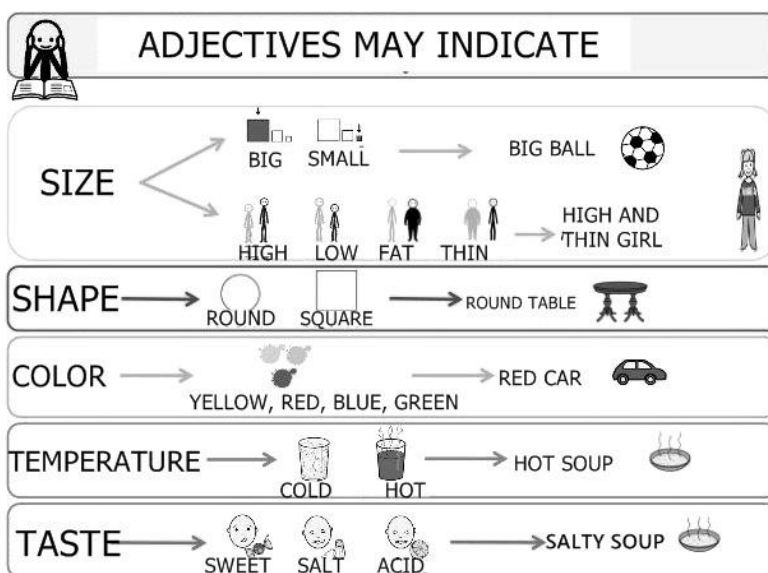 ADJECTIVES MAY INDICATE
SIZE
BIG
SMALL
BIG BALL
HIGH
LOW
FAT
THIN
HIGH AND
THIN GIRL
SHAPE
ROUND
SQUARE
ROUND TABLE
COLOR
YELLOW, RED, BLUE, GREEN
RED CAR
TEMPERATURE
COLD
HOT
HOT SOUP
TASTE
SWEET
SALT
ACID
SALTY SOUP